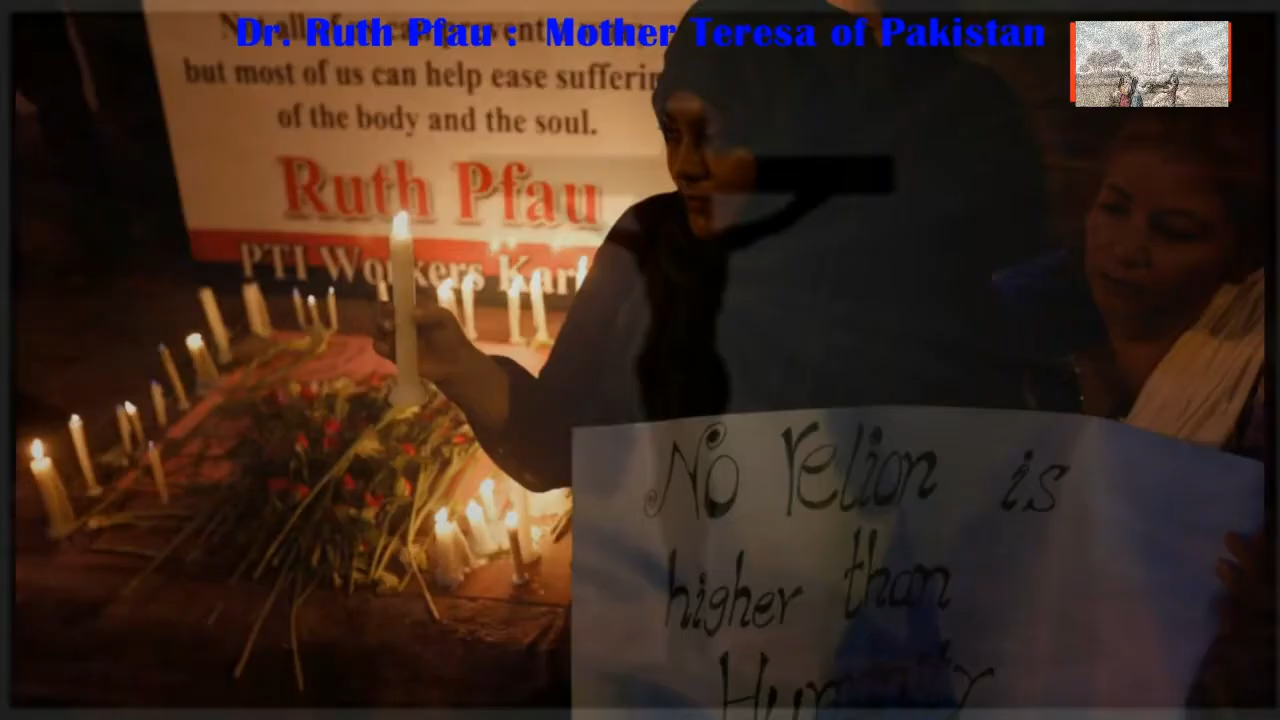 Dr. Ruth Pfau : Mother Teresa of Pakistan
but most of us can help ease
of the body and the soul.
Ruth Pfau
PTI Workers
No relion is
higher than